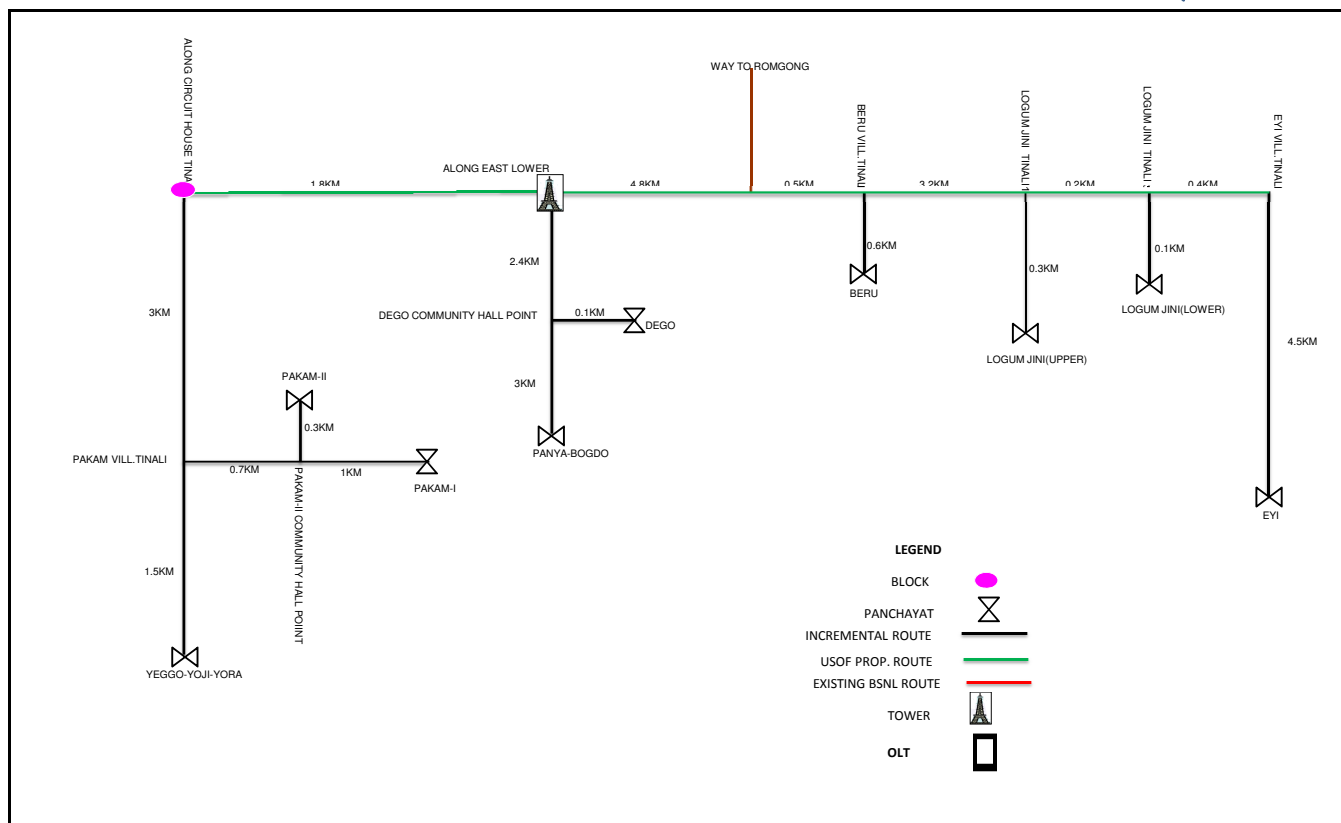 ALONG CIRCUIT HOUSE TINA
WAY TO ROMGONG
BERU VILL.TINALI
LOGUM JINI TINALI1
LOGUM JINI TINALI
EYI VILL.TINALI
ALONG EAST LOWER
1.8KM
4.8KM
0.5KM
3.2KM
0.2KM
0.4KM
0.6KM
BERU
0.3KM
LOGUM JINI(UPPER)
0.1KM
LOGUM JINI(LOWER)
4.5KM
EYI
2.4KM
DEGO COMMUNITY HALL POINT
0.1KM
DEGO
3KM
PANYA-BOGDO
3KM
PAKAM-II
0.3KM
PAKAM VILL.TINALI
0.7KM
1KM
PAKAM-I
PAKAM-II COMMUNITY HALL POIINT
1.5KM
YEGGO-YOJI-YORA
LEGEND
BLOCK
PANCHAYAT
INCREMENTAL ROUTE
USOF PROP. ROUTE
EXISTING BSNL ROUTE
TOWER
OLT